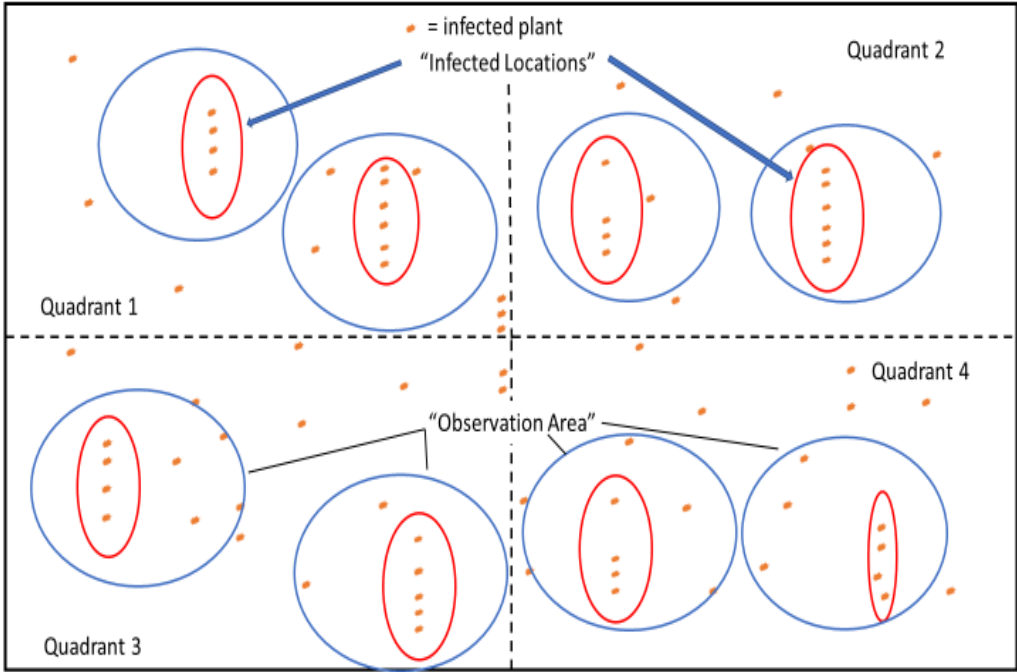 = infected plant
“Infected Locations”
Quadrant 2
Quadrant 1
Quadrant 4
“Observation Area”
Quadrant 3